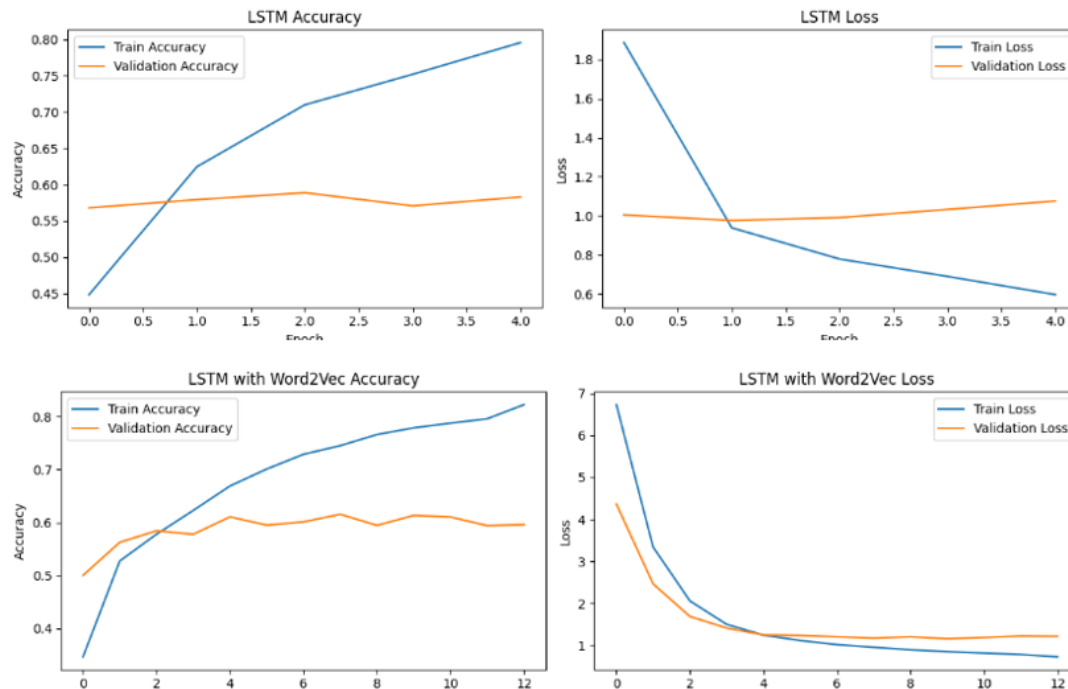 LSTM Accuracy
Train Accuracy
Validation Accuracy
0.80
0.75
0.70
0.65
0.60
0.55
0.50
0.45
Accuracy
0.0 0.5 1.0 1.5 2.0 2.5 3.0 3.5 4.0
Epoch
LSTM Loss
Train Loss
Validation Loss
1.8
1.6
1.4
1.2
1.0
0.8
0.6
Loss
0.0 0.5 1.0 1.5 2.0 2.5 3.0 3.5 4.0
Epoch
LSTM with Word2Vec Accuracy
Train Accuracy
Validation Accuracy
0.8
0.7
0.6
0.5
0.4
Accuracy
0 2 4 6 8 10 12
LSTM with Word2Vec Loss
Train Loss
Validation Loss
7
6
5
4
3
2
1
Loss
0 2 4 6 8 10 12